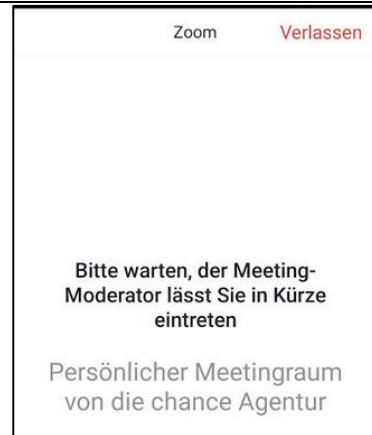 Zoom Verlassen
Bitte warten, der Meeting-
Moderator lässt Sie in Kürze
eintreten
Persönlicher Meetingraum
von die chance Agentur